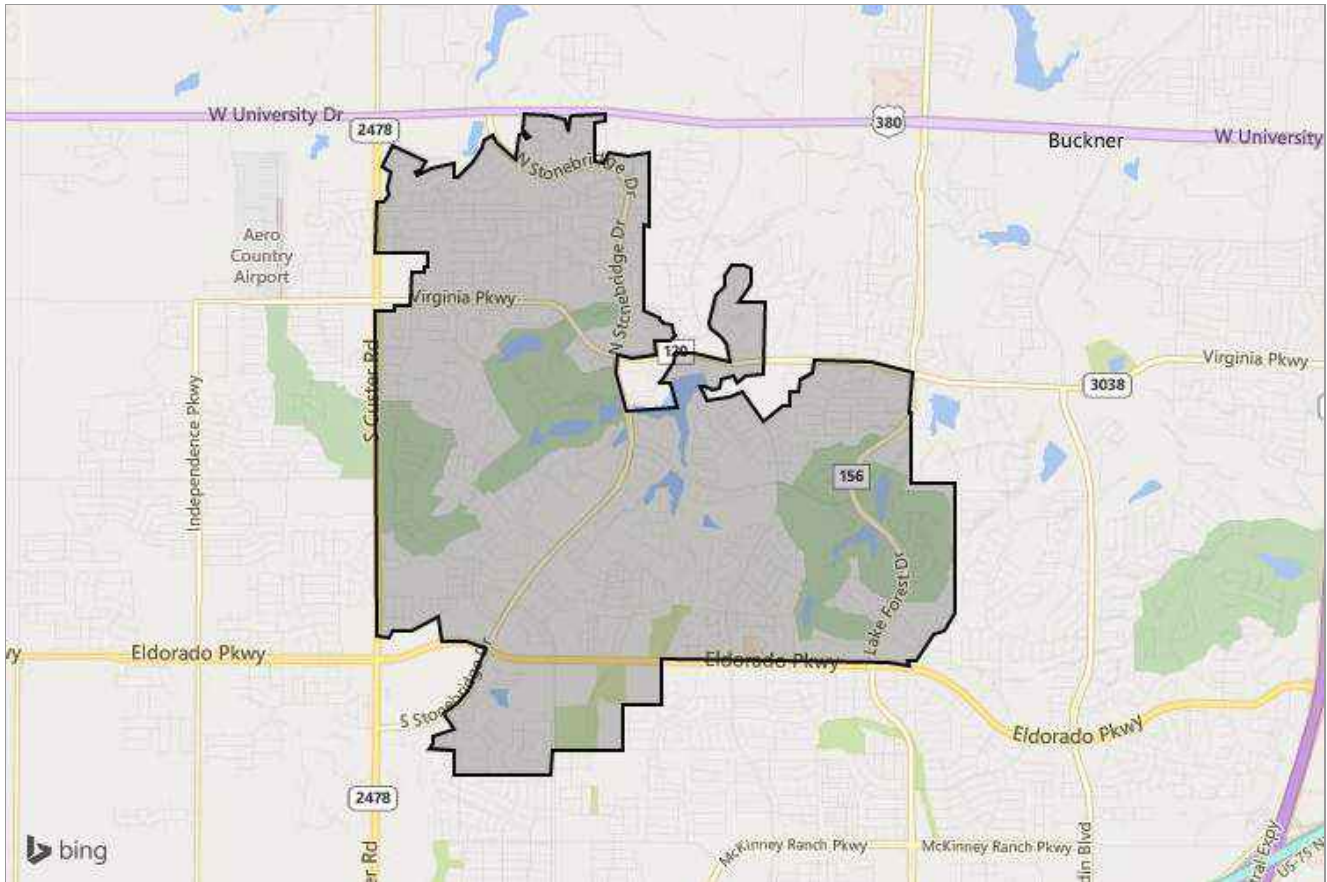 W University Dr
2478
380
Buckner
W University
N Stonebridge Dr
Aero
Country
Airport
N Stonebridge Dr
Virginia Pkwy
Virginia Pkwy
3038
S Custer Rd
Independence Pkwy
156
Lake Forest Dr
Eldorado Pkwy
Eldorado Pkwy
S Stonebridge Dr
Eldorado Pkwy
2478
bing
McKinney Ranch Pkwy
McKinney Ranch Pkwy
US-75 N